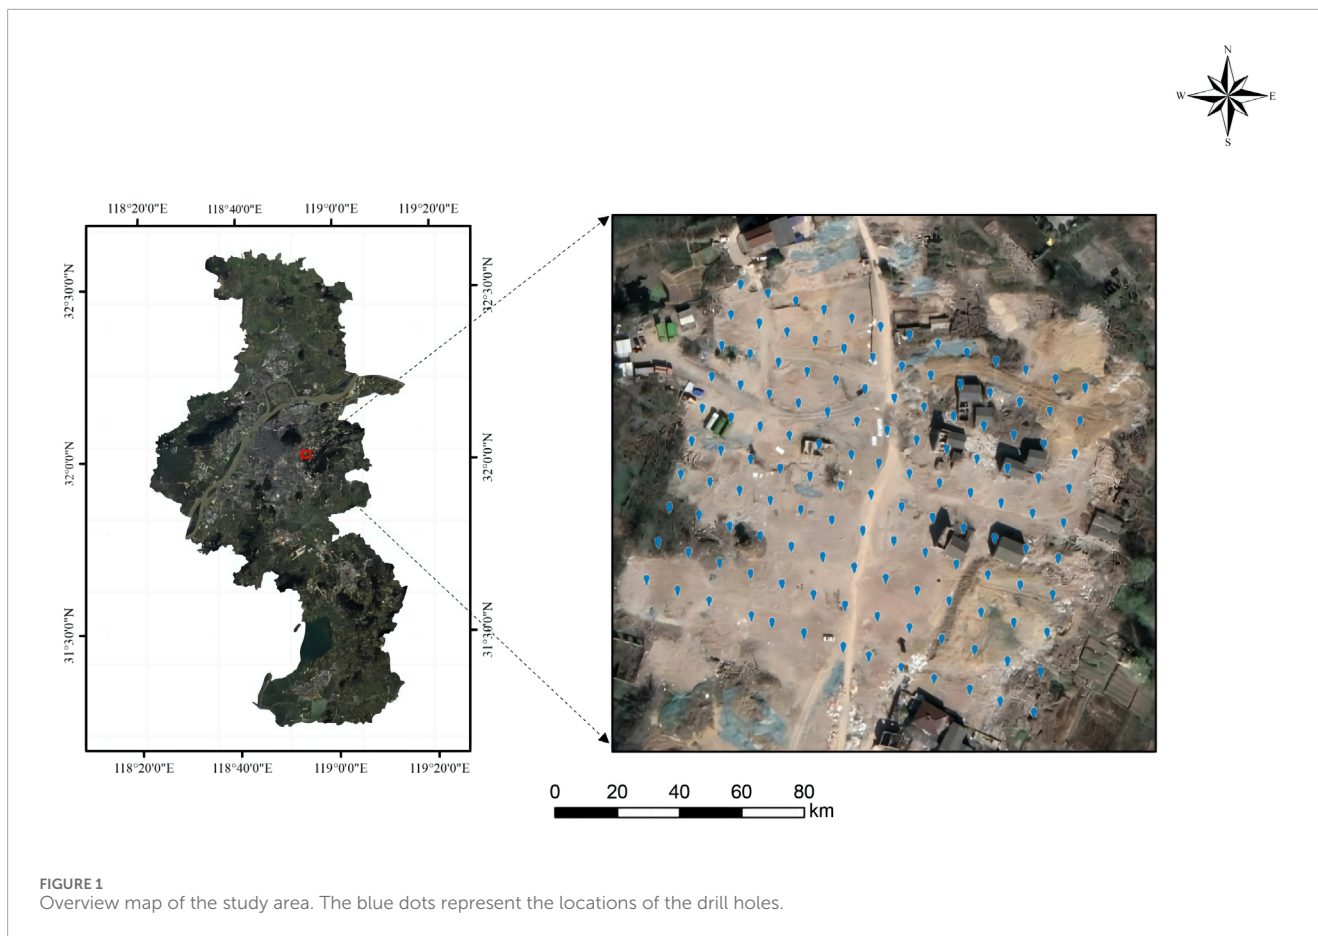 N
W E
S
118°20'0"E 118°40'0"E 119°0'0"E 119°20'0"E
32°30'0"N 32°30'0"N
32°0'0"N 32°0'0"N
31°30'0"N 31°30'0"N
118°20'0"E 118°40'0"E 119°0'0"E 119°20'0"E
0 20 40 60 80
km
FIGURE 1
Overview map of the study area. The blue dots represent the locations of the drill holes.